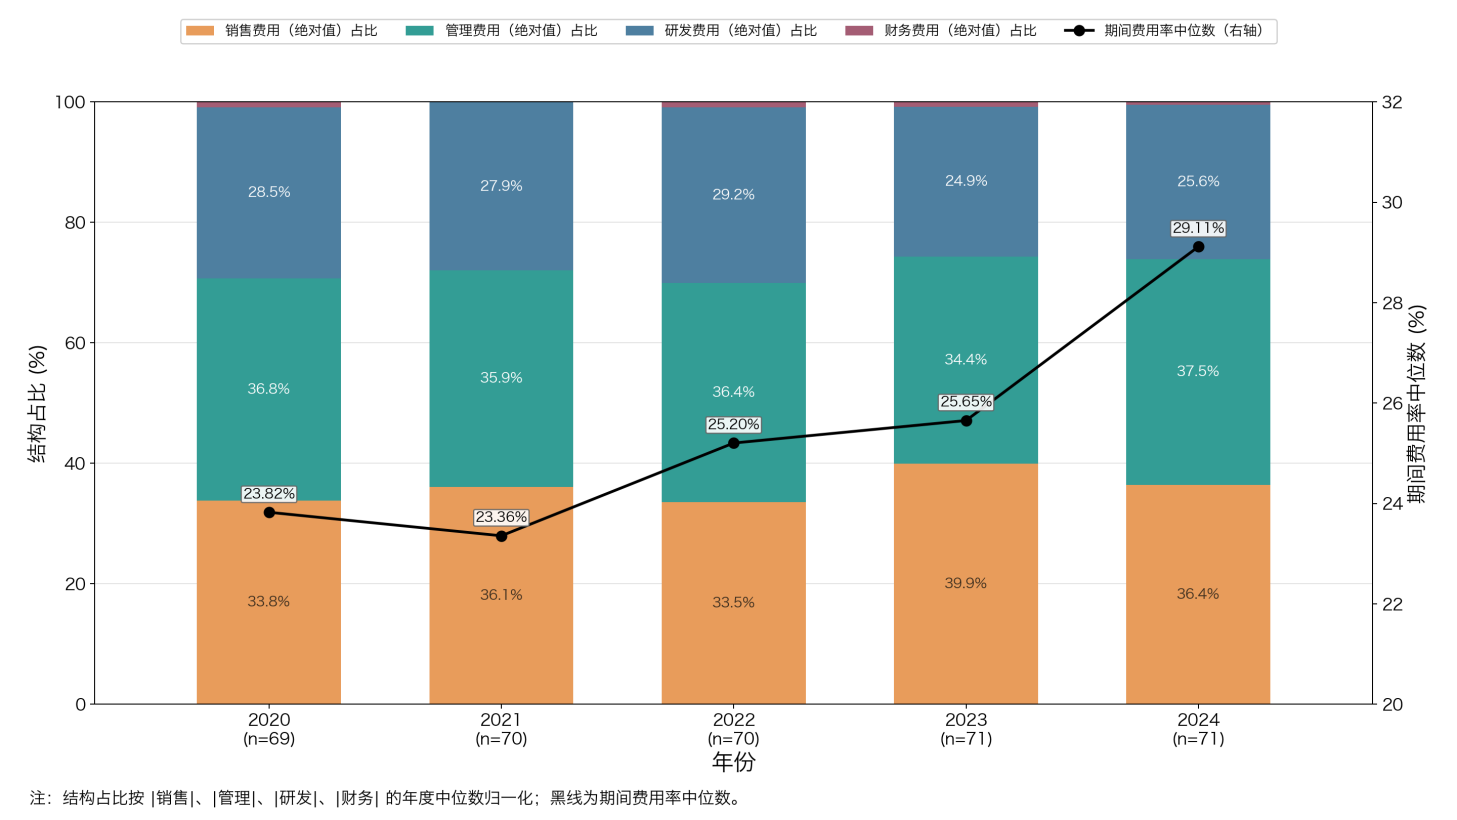 销售费用（绝对值）占比 管理费用（绝对值）占比 研发费用（绝对值）占比 财务费用（绝对值）占比 期间费用率中位数（右轴）
100 32
28.5% 27.9% 29.2% 24.9% 25.6%
80 30
29.11%
结构占比 (%)
60 28
36.8% 35.9% 36.4% 34.4% 37.5%
期间费用率中位数 (%)
25.20% 25.65%
40 26
23.82% 23.36%
24
33.8% 36.1% 33.5% 39.9% 36.4%
20 22
0 20
2020 2021 2022 2023 2024
(n=69) (n=70) (n=70) (n=71) (n=71)
年份
注：结构占比按 |销售|、|管理|、|研发|、|财务| 的年度中位数归一化；黑线为期间费用率中位数。